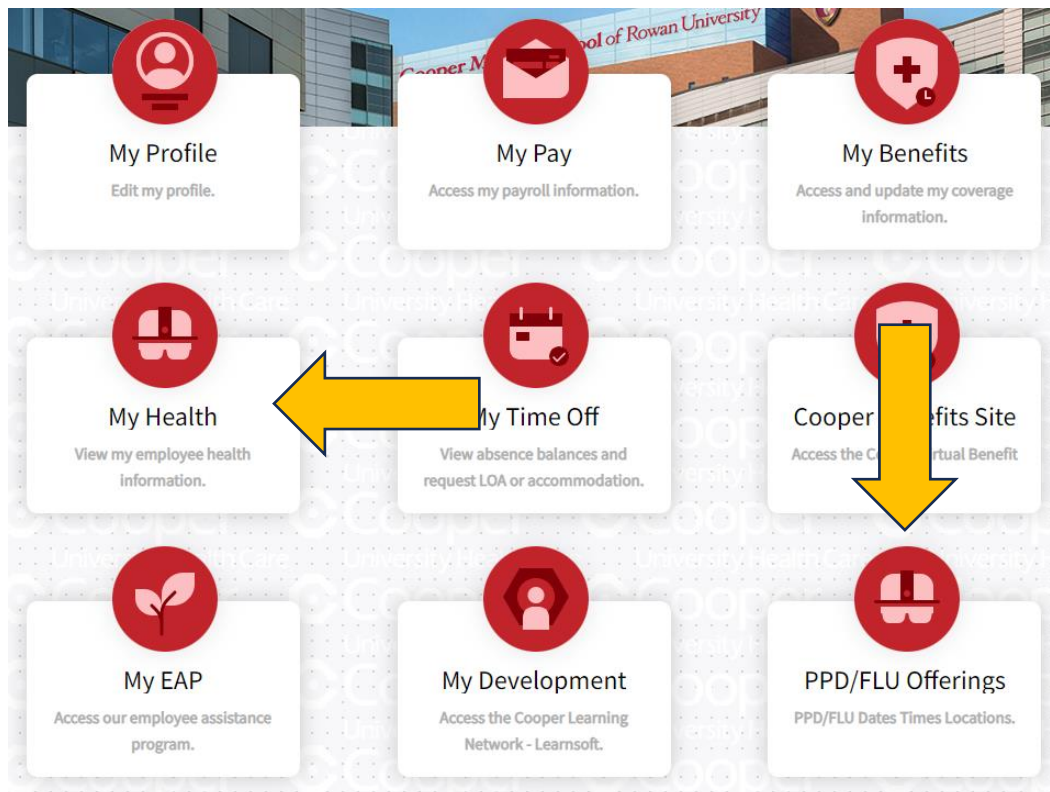 Cooper M ool of Rowan University
My Profile
Edit my profile.
My Pay
Access my payroll information.
My Benefits
Access and update my coverage
information.
My Health
View my employee health
information.
My Time Off
View absence balances and
request LOA or accommodation.
Cooper efits Site
Access the rtual Benefit
My EAP
Access our employee assistance
program.
My Development
Access the Cooper Learning
Network - Learnsoft.
PPD/FLU Offerings
PPD/FLU Dates Times Locations.